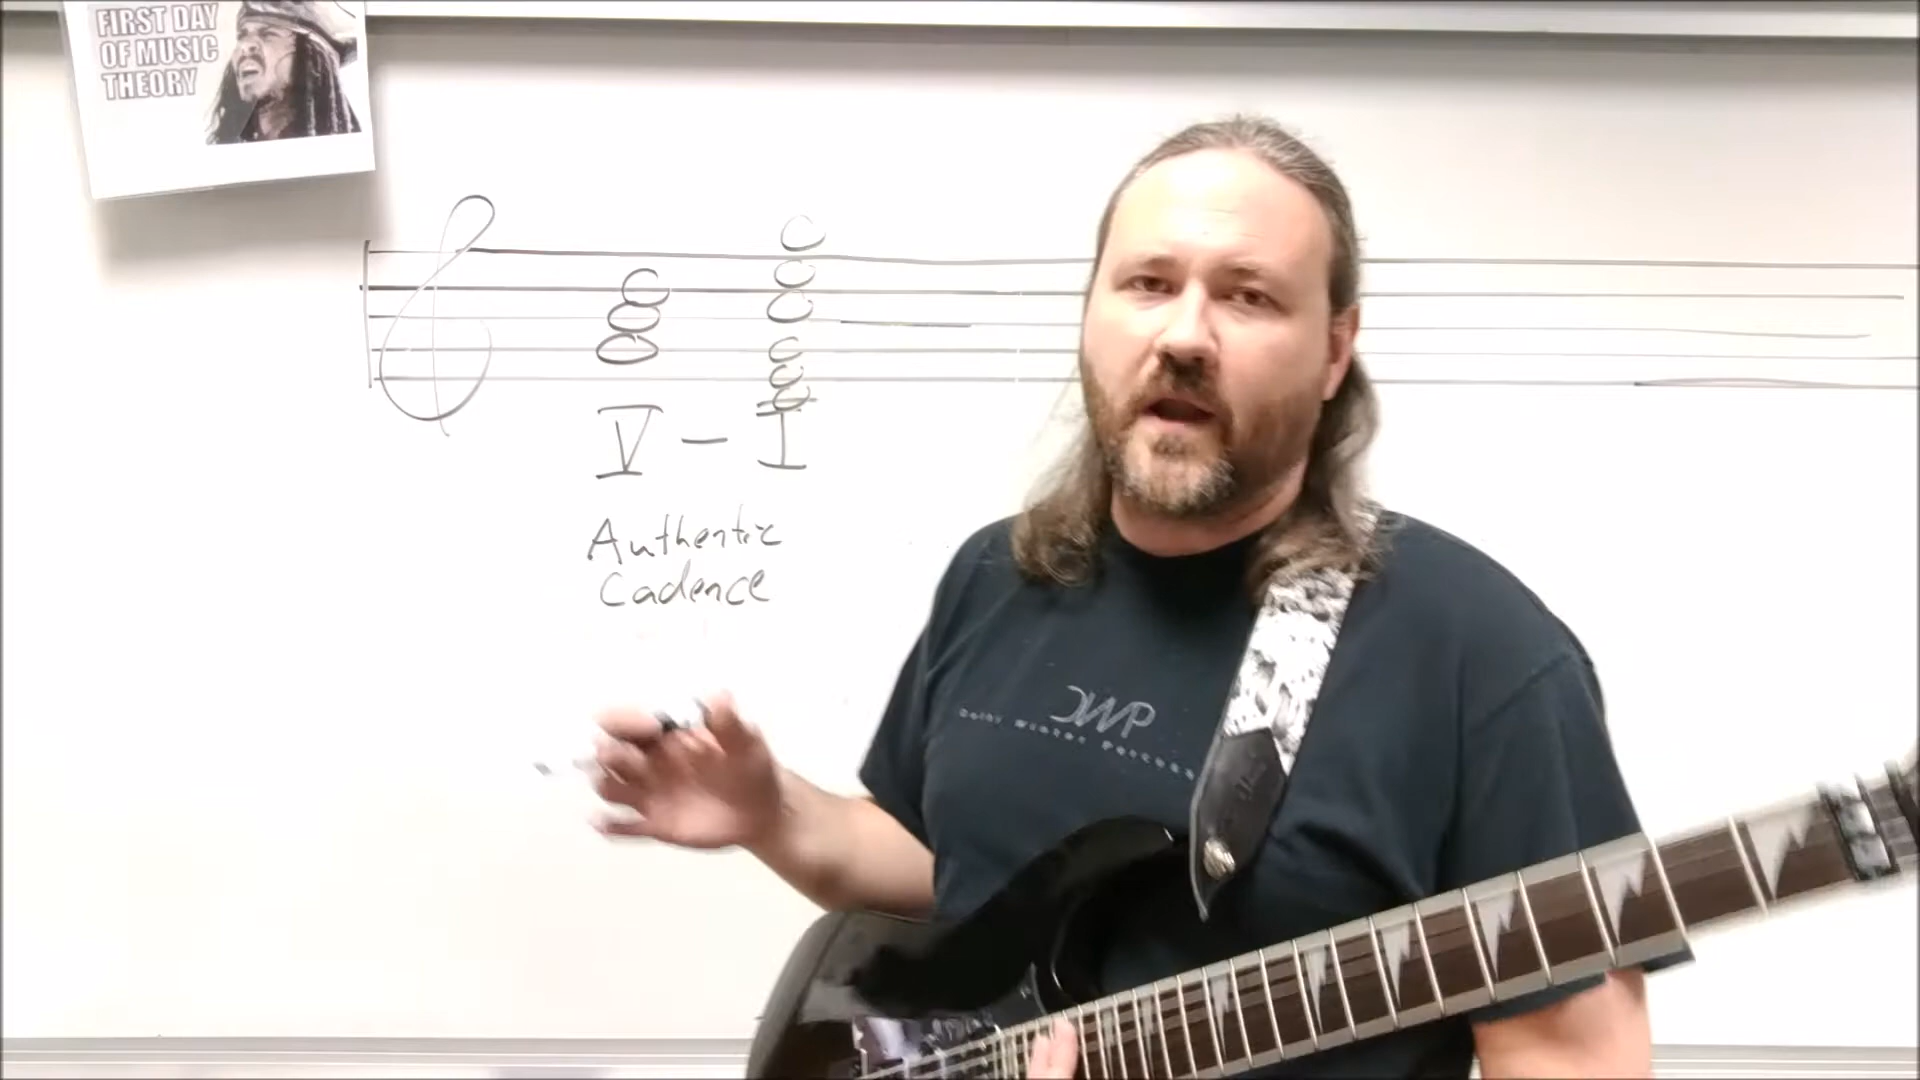 FIRST DAY
OF MUSIC
THEORY
V – I
Authentic
Cadence
DWP